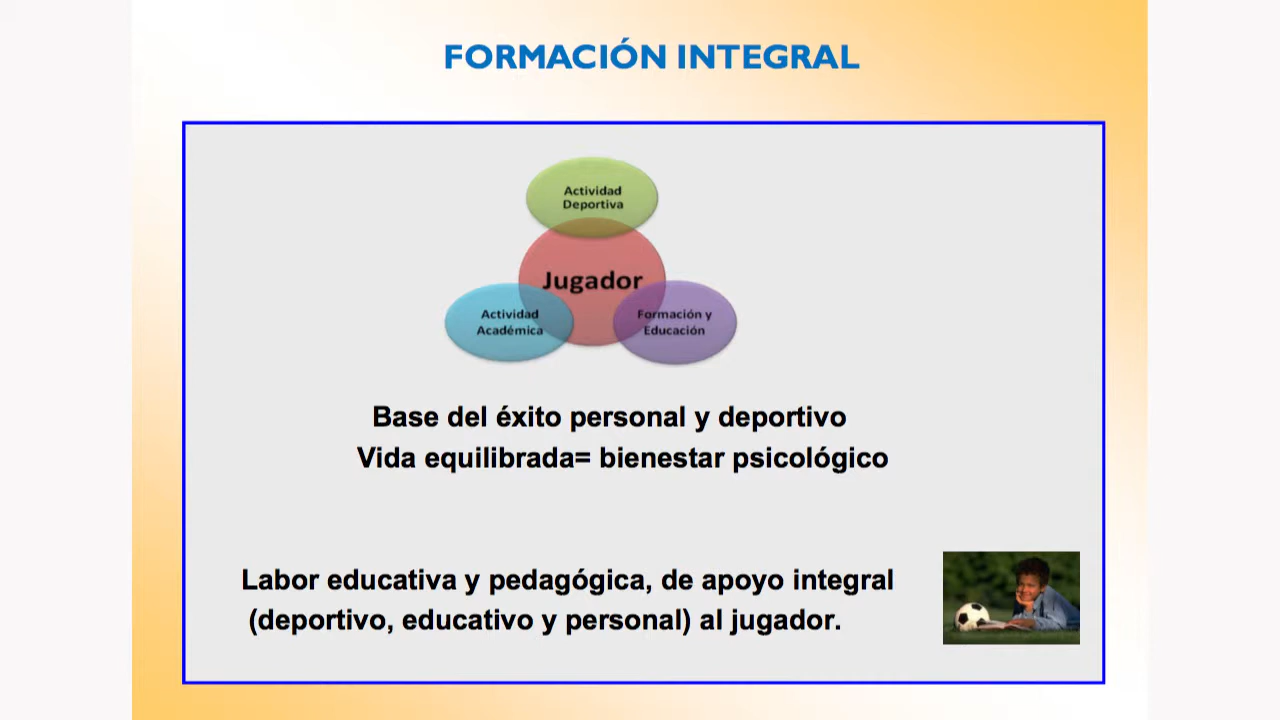 FORMACIÓN INTEGRAL
Actividad
Deportiva
Jugador
Actividad
Académica
Formación y
Educación
Base del éxito personal y deportivo
Vida equilibrada= bienestar psicológico
Labor educativa y pedagógica, de apoyo integral
(deportivo, educativo y personal) al jugador.